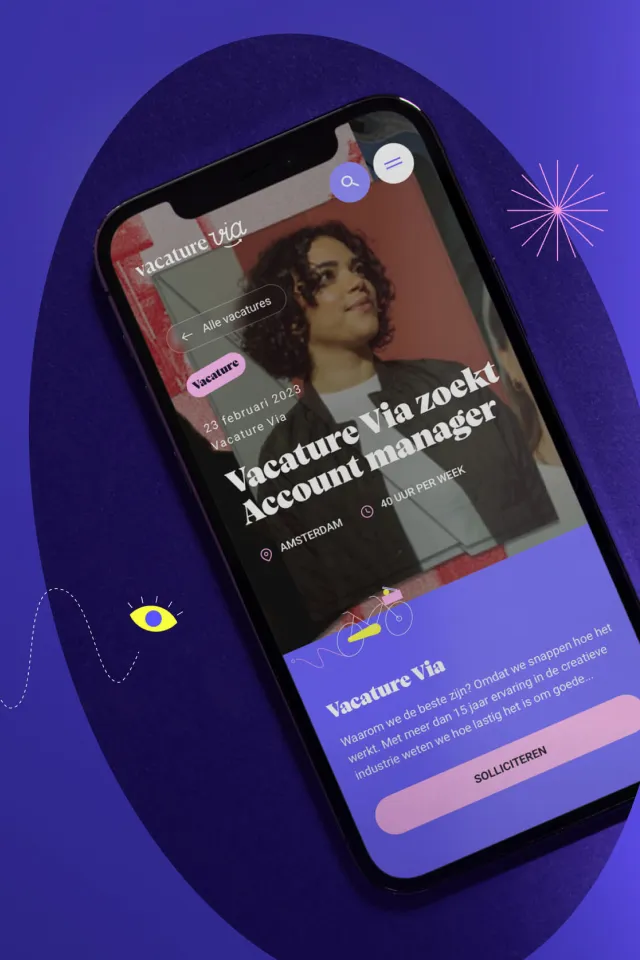 vacature via
Alle vacatures
Vacature
23 februari 2023
Vacature Via
Vacature Via zoekt
Account manager
AMSTERDAM
40 UUR PER WEEK
Vacature Via
Waarom we de beste zijn? Omdat we snappen hoe het
werkt. Met meer dan 15 jaar ervaring in de creatieve
industrie weten we hoe lastig het is om goede...
SOLLICITEREN